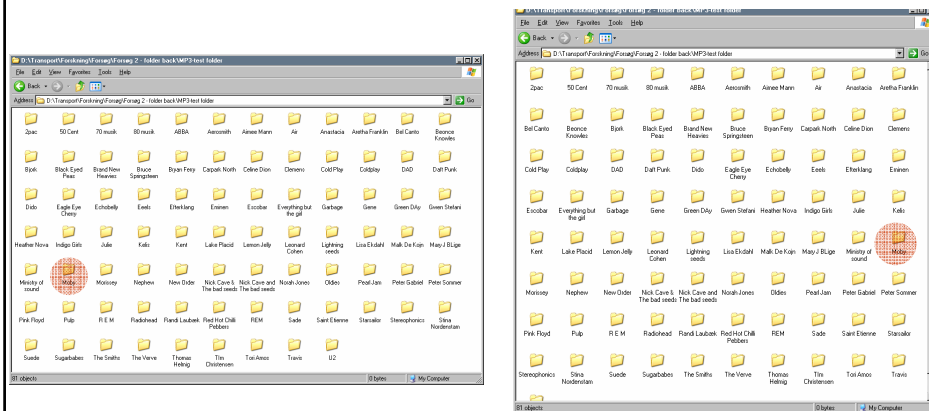 D:\Transport\Forskning\Forsøg\Forsøg 2 - folder back\MP3-test folder
File Edit View Favorites Tools Help
Back
Address D:\Transport\Forskning\Forsøg\Forsøg 2 - folder back\MP3-test folder Go
2pac 50 Cent 70 musik 80 musik ABBA Aerosmith Aimee Mann Air Anastacia Aretha Franklin Bel Canto Beonce Knowles
Bjork Black Eyed Peas Brand New Heavies Bruce Springsteen Bryan Ferry Carpark North Celine Dion Clemens Cold Play Coldplay DAD Daft Punk
Dido Eagle Eye Cherry Echobelly Eels Efterklang Eminen Escobar Everything but the girl Garbage Gene Green DAy Gwen Stefani
Heather Nova Indigo Girls Julie Kelis Kent Lake Placid Lemon Jelly Leonard Cohen Lightning seeds Lisa Ekdahl Malk De Kojn Mary J BLige
Ministry of sound Moby Morissey Nephew New Order Nick Cave & The bad seeds Nick Cave and The bad seeds Norah Jones Oldies Pearl Jam Peter Gabriel Peter Sommer
Pink Floyd Pulp R E M Radiohead Randi Laubæk Red Hot Chilli Pebbers REM Sade Saint Etienne Starsailor Stereophonics Stina Nordenstam
Suede Sugarbabes The Smiths The Verve Thomas Helmig TIm Christensen Tori Amos Travis U2
81 objects 0 bytes My Computer
D:\Transport\Forskning\Forsøg\Forsøg 2 - folder back\MP3-test folder
File Edit View Favorites Tools Help
Back
Address D:\Transport\Forskning\Forsøg\Forsøg 2 - folder back\MP3-test folder Go
2pac 50 Cent 70 musik 80 musik ABBA Aerosmith Aimee Mann Air Anastacia Aretha Franklin
Bel Canto Beonce Knowles Bjork Black Eyed Peas Brand New Heavies Bruce Springsteen Bryan Ferry Carpark North Celine Dion Clemens
Cold Play Coldplay DAD Daft Punk Dido Eagle Eye Cherry Echobelly Eels Efterklang Eminen
Escobar Everything but the girl Garbage Gene Green DAy Gwen Stefani Heather Nova Indigo Girls Julie Kelis
Kent Lake Placid Lemon Jelly Leonard Cohen Lightning seeds Lisa Ekdahl Malk De Kojn Mary J BLige Ministry of sound Moby
Morissey Nephew New Order Nick Cave & The bad seeds Nick Cave and The bad seeds Norah Jones Oldies Pearl Jam Peter Gabriel Peter Sommer
Pink Floyd Pulp R E M Radiohead Randi Laubæk Red Hot Chilli Pebbers REM Sade Saint Etienne Starsailor
Stereophonics Stina Nordenstam Suede Sugarbabes The Smiths The Verve Thomas Helmig TIm Christensen Tori Amos Travis
81 objects 0 bytes My Computer